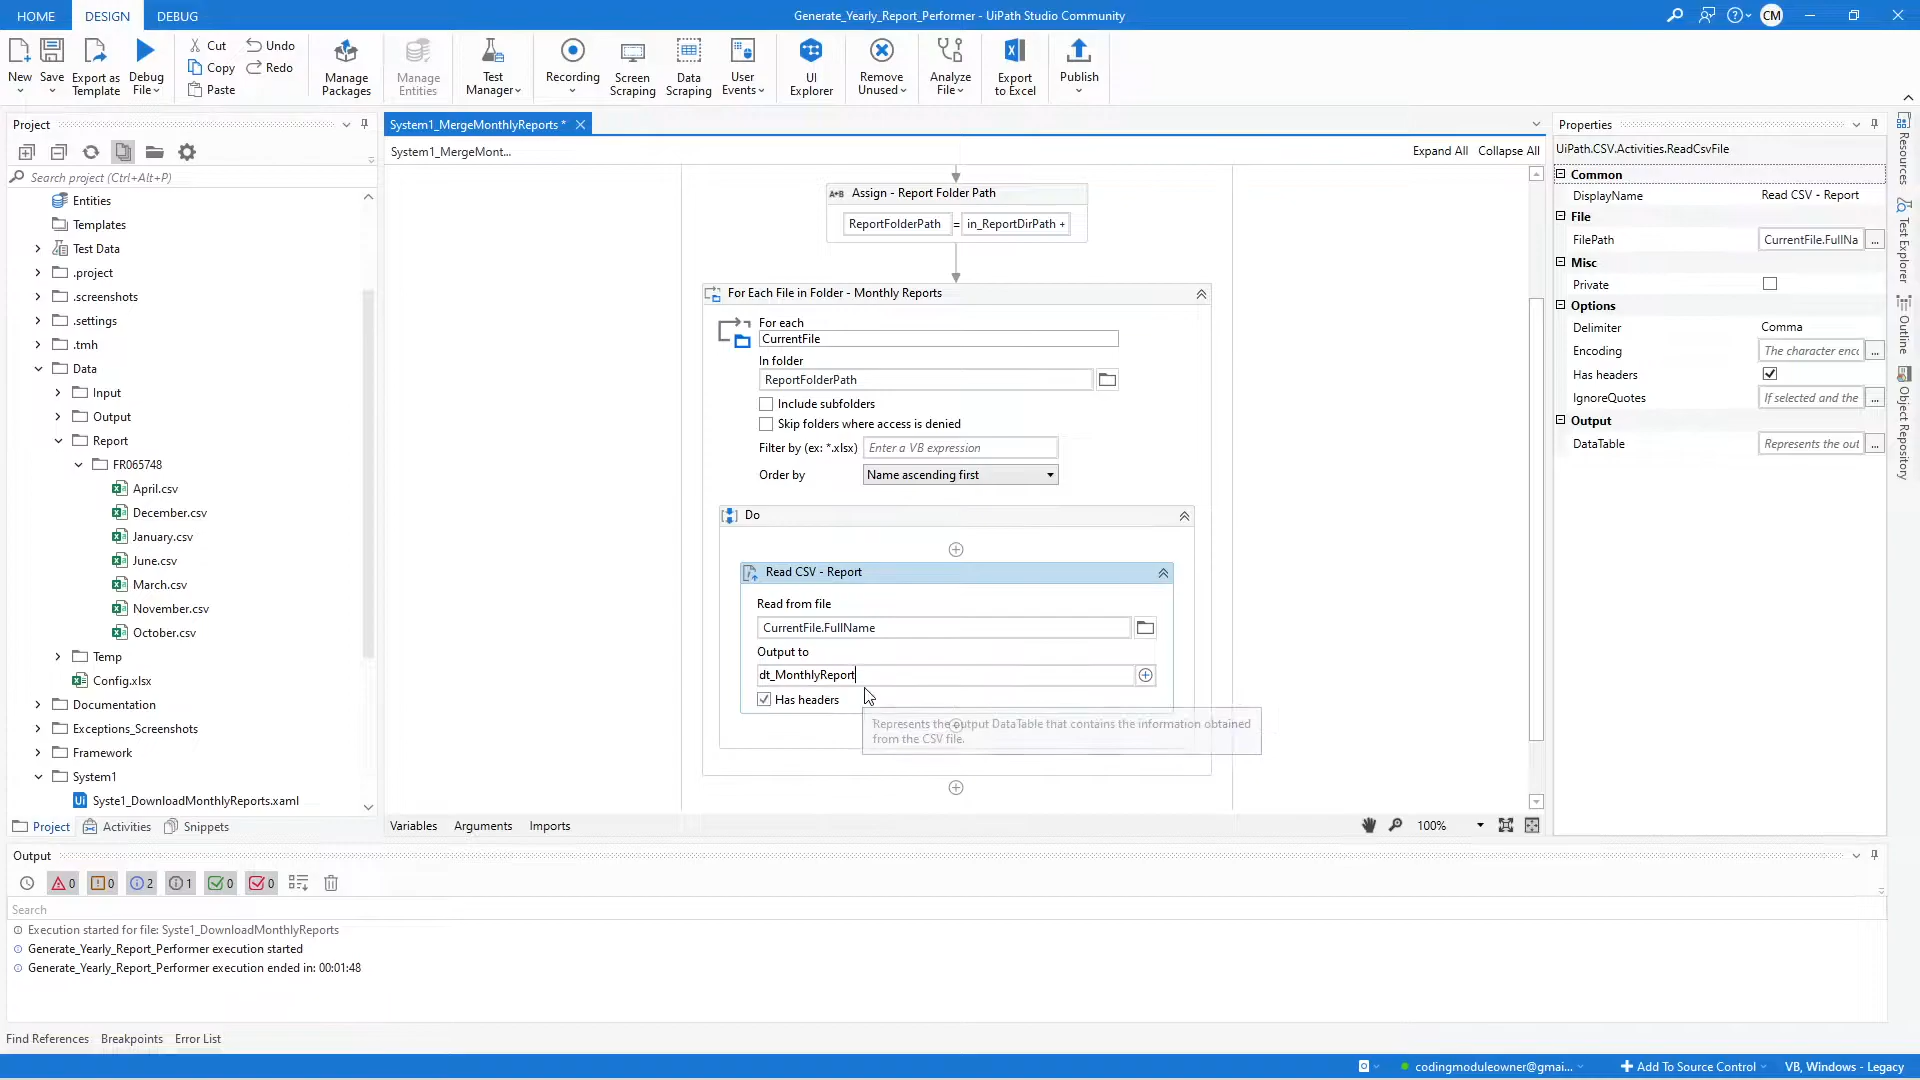 HOME
DESIGN
DEBUG
Generate_Yearly_Report_Performer - UiPath Studio Community
CM
New
Save
Export as Template
Debug File
Cut
Copy
Paste
Undo
Redo
Manage Packages
Manage Entities
Test Manager
Recording
Screen Scraping
Data Scraping
User Events
UI Explorer
Remove Unused
Analyze File
Export to Excel
Publish
Project
Search project (Ctrl+Alt+P)
Entities
Templates
Test Data
.project
.screenshots
.settings
.tmh
Data
Input
Output
Report
FR065748
April.csv
December.csv
January.csv
June.csv
March.csv
November.csv
October.csv
Temp
Config.xlsx
Documentation
Exceptions_Screenshots
Framework
System1
Syste1_DownloadMonthlyReports.xaml
Project
Activities
Snippets
System1_MergeMonthlyReports *
System1_MergeMont...
Expand All
Collapse All
A+B Assign - Report Folder Path
ReportFolderPath = in_ReportDirPath +
For Each File in Folder - Monthly Reports
For each
CurrentFile
In folder
ReportFolderPath
Include subfolders
Skip folders where access is denied
Filter by (ex: *.xlsx) Enter a VB expression
Order by Name ascending first
Do
Read CSV - Report
Read from file
CurrentFile.FullName
Output to
dt_MonthlyReport
Has headers
Represents the output DataTable that contains the information obtained
from the CSV file.
Variables
Arguments
Imports
100%
Properties
UiPath.CSV.Activities.ReadCsvFile
Common
DisplayName Read CSV - Report
File
FilePath CurrentFile.FullNa ...
Misc
Private
Options
Delimiter Comma
Encoding The character enc ...
Has headers
IgnoreQuotes If selected and the ...
Output
DataTable Represents the out ...
Resources
Test Explorer
Outline
Object Repository
Output
0
0
2
1
0
0
Search
Execution started for file: Syste1_DownloadMonthlyReports
Generate_Yearly_Report_Performer execution started
Generate_Yearly_Report_Performer execution ended in: 00:01:48
Find References
Breakpoints
Error List
codingmoduleowner@gmai...
Add To Source Control
VB, Windows - Legacy